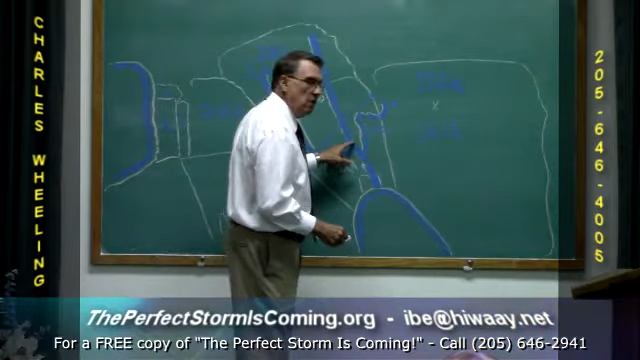 CHARLES WHEELING
205-646-4005
ThePerfectStormIsComing.org - ibe@hiwaay.net
For a FREE copy of "The Perfect Storm Is Coming!" - Call (205) 646-2941